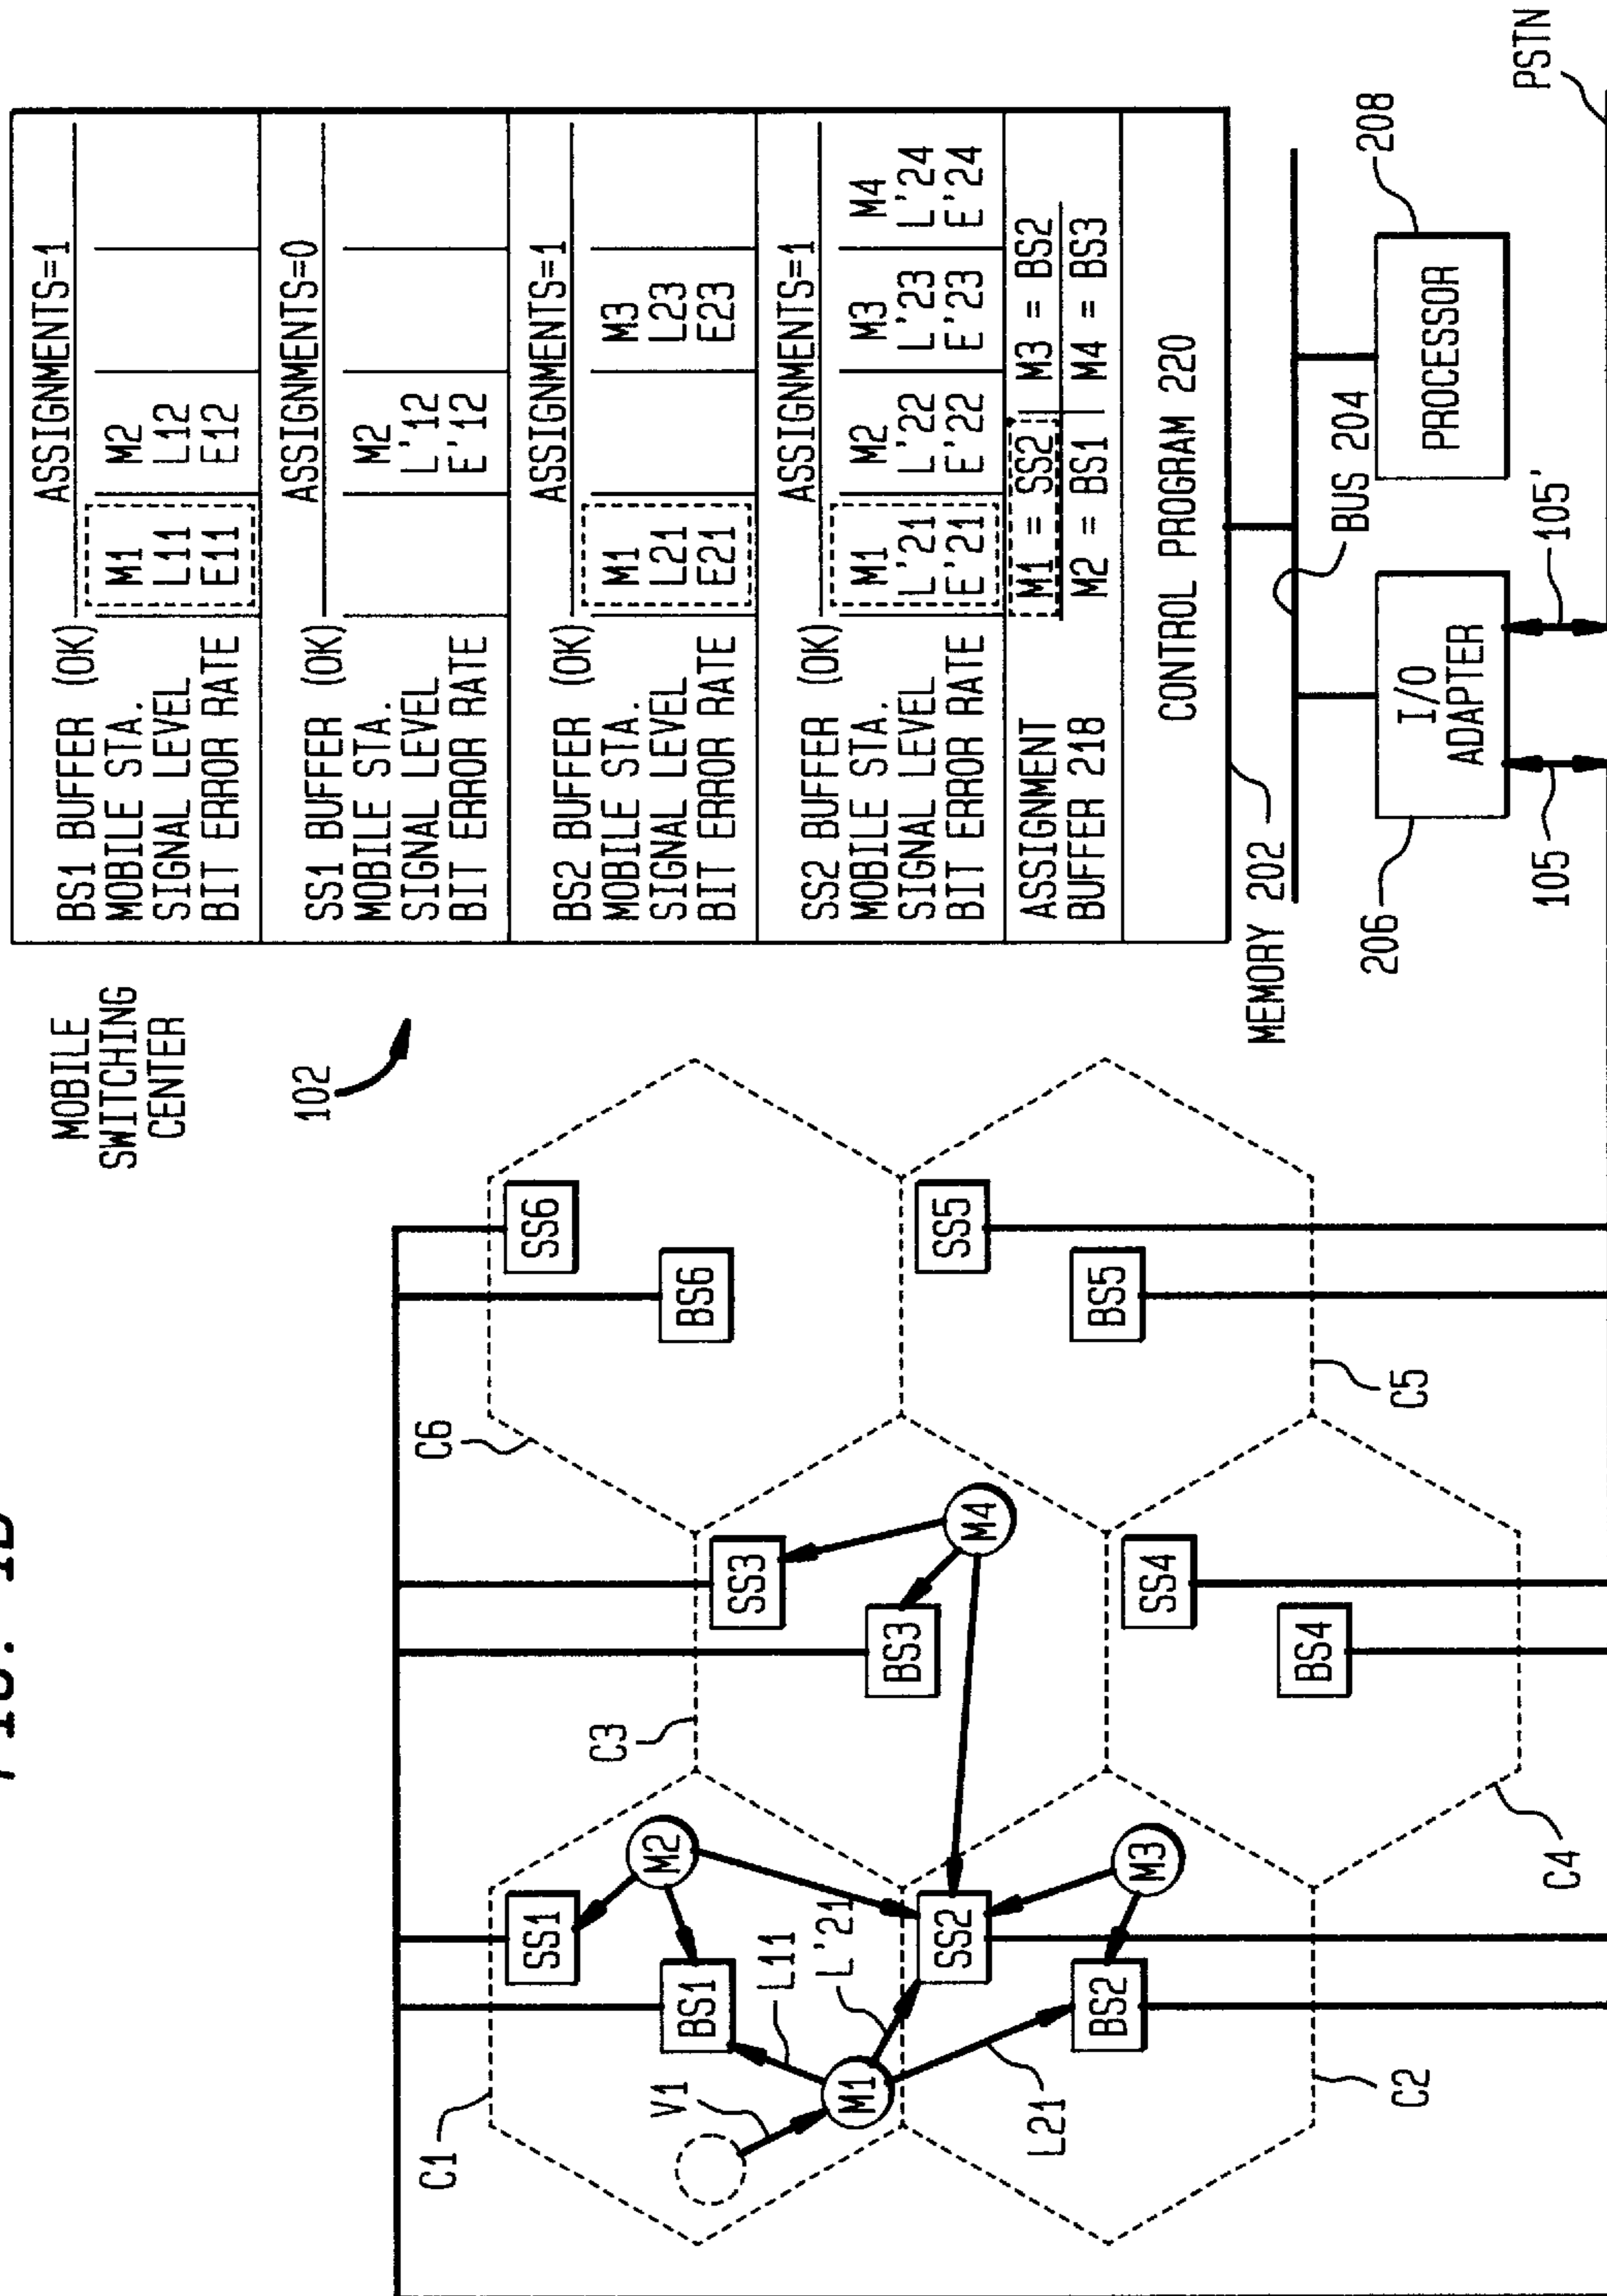 MOBILE
SWITCHING
CENTER
102
BS1 BUFFER (OK) ASSIGNMENTS=1
MOBILE STA. M1 M2
SIGNAL LEVEL L11 L12
BIT ERROR RATE E11 E12
SS1 BUFFER (OK) ASSIGNMENTS=0
MOBILE STA. M2
SIGNAL LEVEL L'12
BIT ERROR RATE E'12
BS2 BUFFER (OK) ASSIGNMENTS=1
MOBILE STA. M1 M3
SIGNAL LEVEL L21 L23
BIT ERROR RATE E21 E23
SS2 BUFFER (OK) ASSIGNMENTS=1
MOBILE STA. M1 M2 M3 M4
SIGNAL LEVEL L'21 L'22 L'23 L'24
BIT ERROR RATE E'21 E'22 E'23 E'24
ASSIGNMENT M1 = SS2 M3 = BS2
BUFFER 218 M2 = BS1 M4 = BS3
CONTROL PROGRAM 220
MEMORY 202
BUS 204
206
I/O
ADAPTER
PROCESSOR
208
105
105'
PSTN
C1
SS1
BS1
M2
V1
L11
L'21
M1
SS2
L21
BS2
M3
C2
C3
SS3
BS3
M4
SS4
BS4
C4
C6
SS6
BS6
SS5
BS5
C5